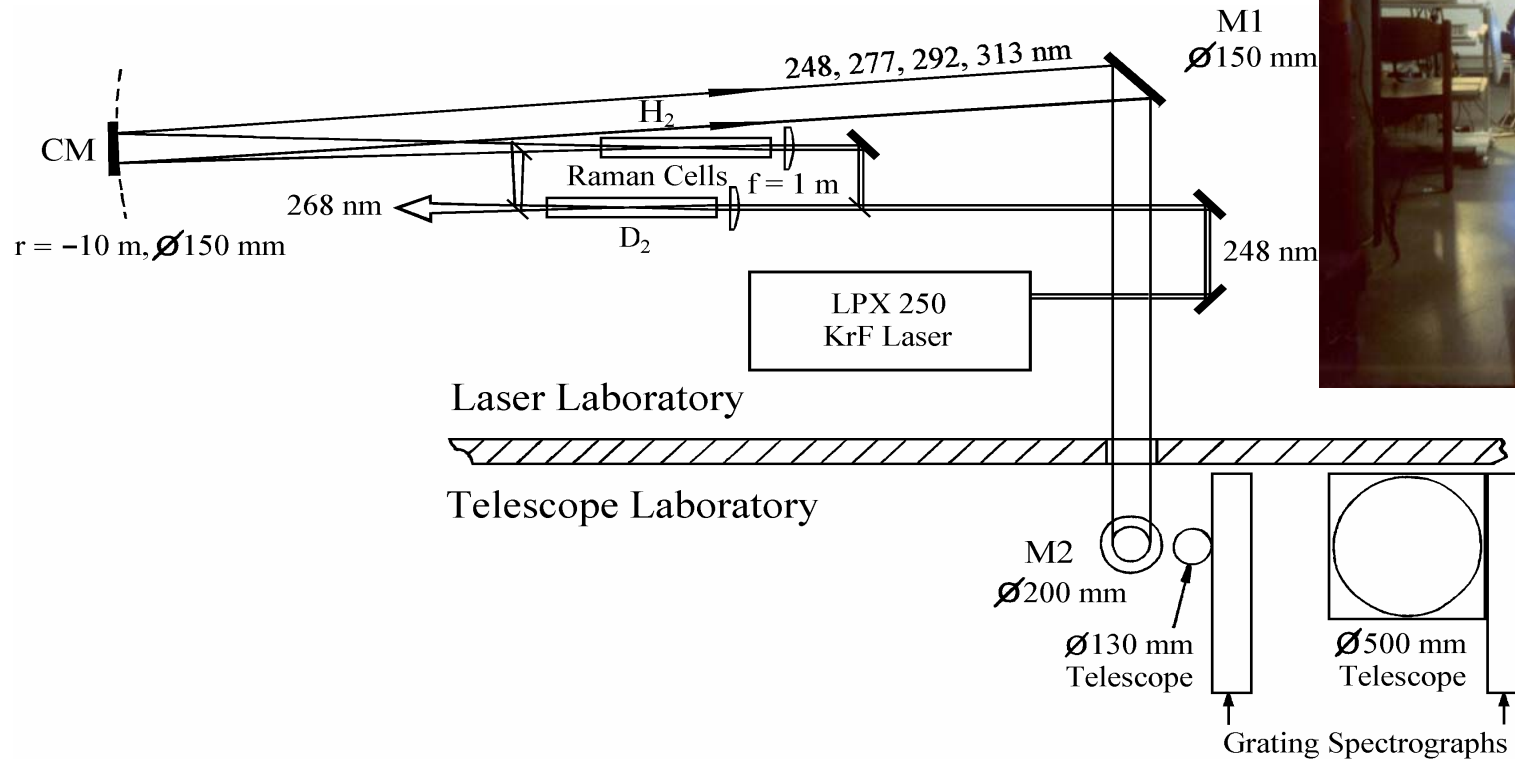 M1
Ø150 mm
248, 277, 292, 313 nm
H₂
CM
Raman Cells
f = 1 m
268 nm
D₂
r = −10 m, Ø150 mm
248 nm
LPX 250
KrF Laser
Laser Laboratory
Telescope Laboratory
M2
Ø200 mm
Ø130 mm
Telescope
Ø500 mm
Telescope
Grating Spectrographs